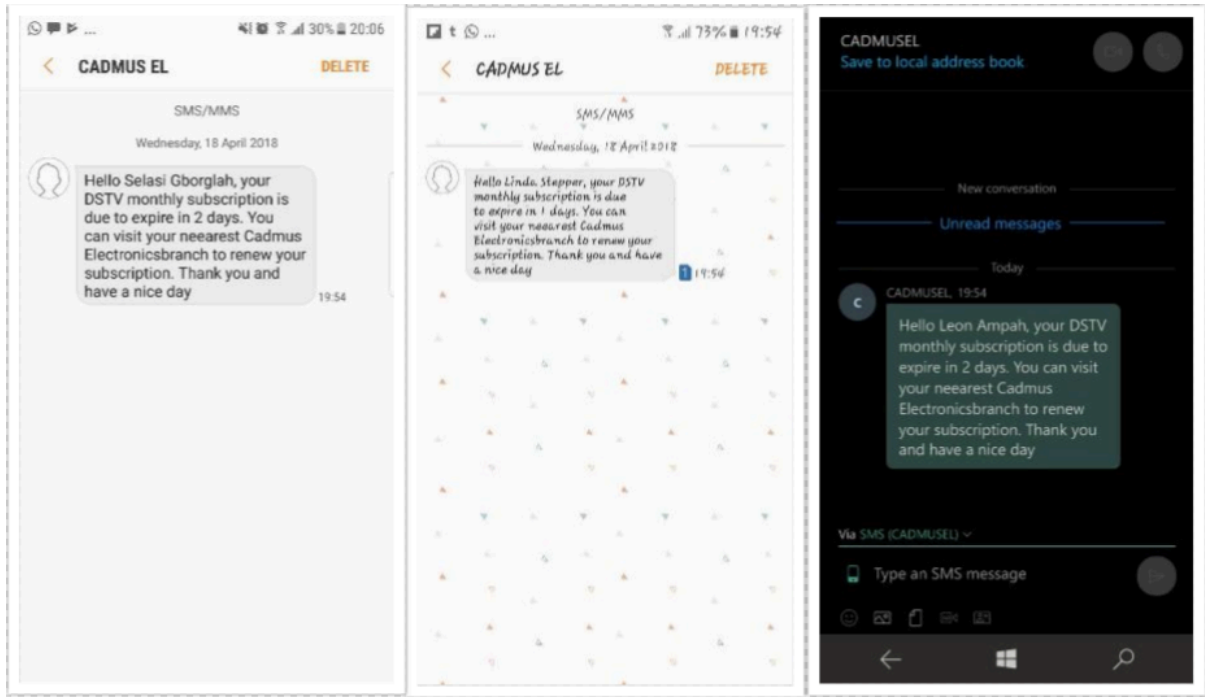 ... 30% 20:06
CADMUS EL DELETE
SMS/MMS
Wednesday, 18 April 2018
Hello Selasi Gborglah, your
DSTV monthly subscription is
due to expire in 2 days. You
can visit your neearest Cadmus
Electronicsbranch to renew your
subscription. Thank you and
have a nice day
19:54
t ... 73% 19:54
CADMUS EL DELETE
SMS/MMS
Wednesday, 18 April 2018
Hello Linda Stepper, your DSTV
monthly subscription is due
to expire in 1 days. You can
visit your neearest Cadmus
Electronicsbranch to renew your
subscription. Thank you and have
a nice day
1 19:54
CADMUSEL
Save to local address book
New conversation
Unread messages
Today
C
CADMUSEL, 19:54
Hello Leon Ampah, your DSTV
monthly subscription is due to
expire in 2 days. You can visit
your neearest Cadmus
Electronicsbranch to renew
your subscription. Thank you
and have a nice day
Via SMS (CADMUSEL)
Type an SMS message